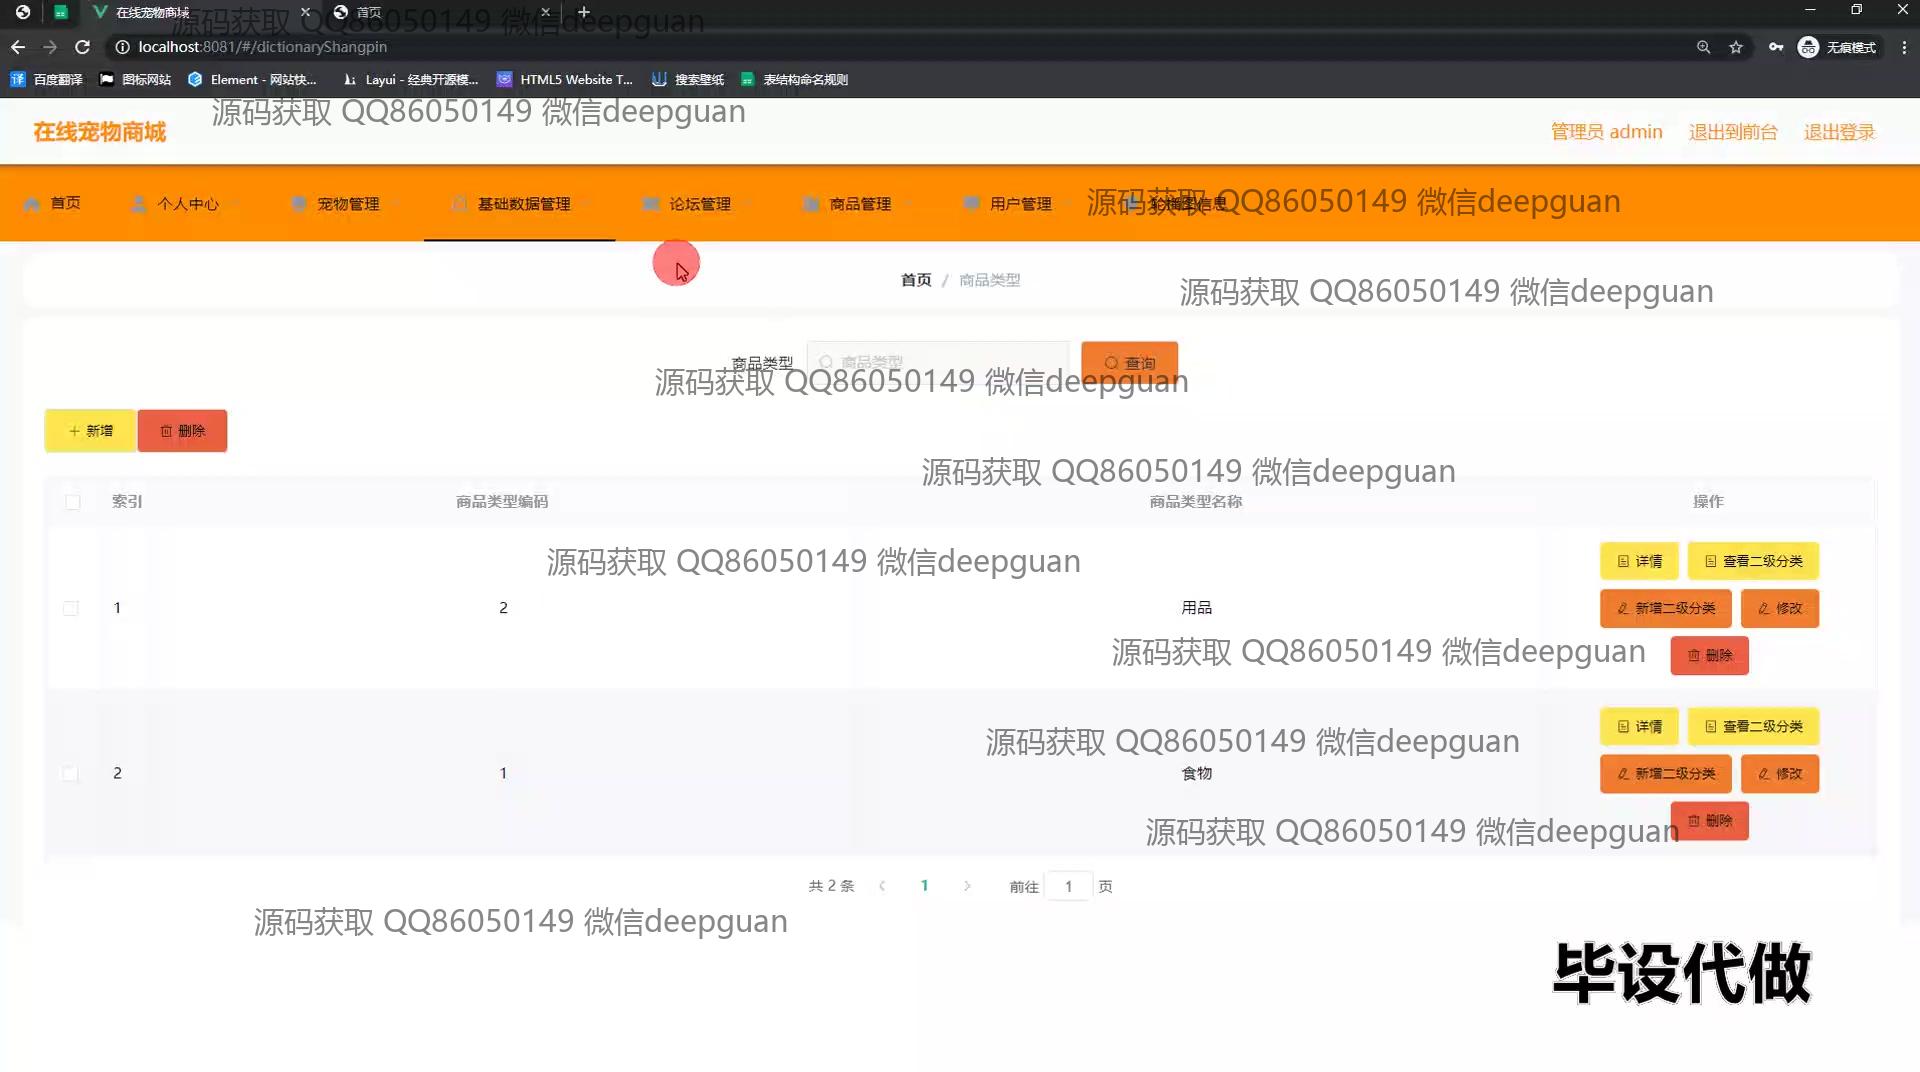 在线宠物商城
首页
源码获取 QQ86050149 微信deepguan
localhost:8081/#/dictionaryShangpin
无痕模式
百度翻译
图标网站
Element - 网站快...
Layui - 经典开源模...
HTML5 Website T...
搜索壁纸
表结构命名规则
源码获取 QQ86050149 微信deepguan
在线宠物商城
管理员 admin
退出到前台
退出登录
首页
个人中心
宠物管理
基础数据管理
论坛管理
商品管理
用户管理
轮播图信息
源码获取 QQ86050149 微信deepguan
首页 / 商品类型
源码获取 QQ86050149 微信deepguan
商品类型
商品类型
查询
源码获取 QQ86050149 微信deepguan
新增
删除
源码获取 QQ86050149 微信deepguan
索引
商品类型编码
商品类型名称
操作
源码获取 QQ86050149 微信deepguan
详情
查看二级分类
1
2
用品
新增二级分类
修改
源码获取 QQ86050149 微信deepguan
删除
详情
查看二级分类
源码获取 QQ86050149 微信deepguan
2
1
食物
新增二级分类
修改
删除
源码获取 QQ86050149 微信deepguan
共 2 条
1
前往 1 页
源码获取 QQ86050149 微信deepguan
毕设代做